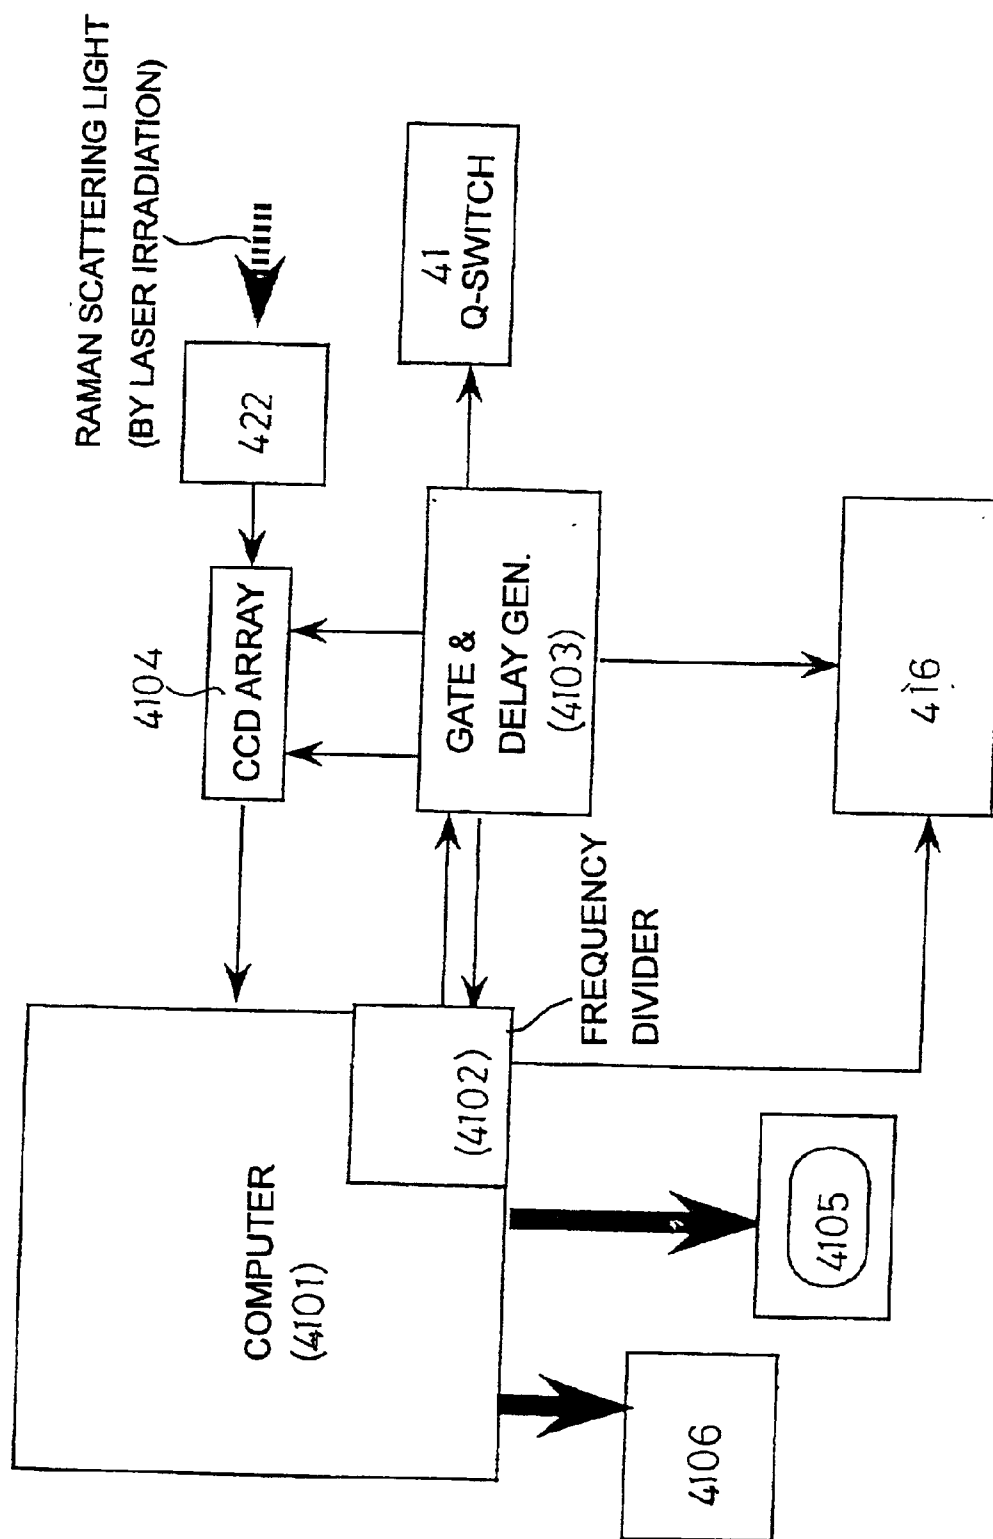 RAMAN SCATTERING LIGHT
(BY LASER IRRADIATION)
422
41
Q-SWITCH
4104
CCD ARRAY
GATE &
DELAY GEN.
(4103)
416
COMPUTER
(4101)
(4102)
FREQUENCY
DIVIDER
4105
4106